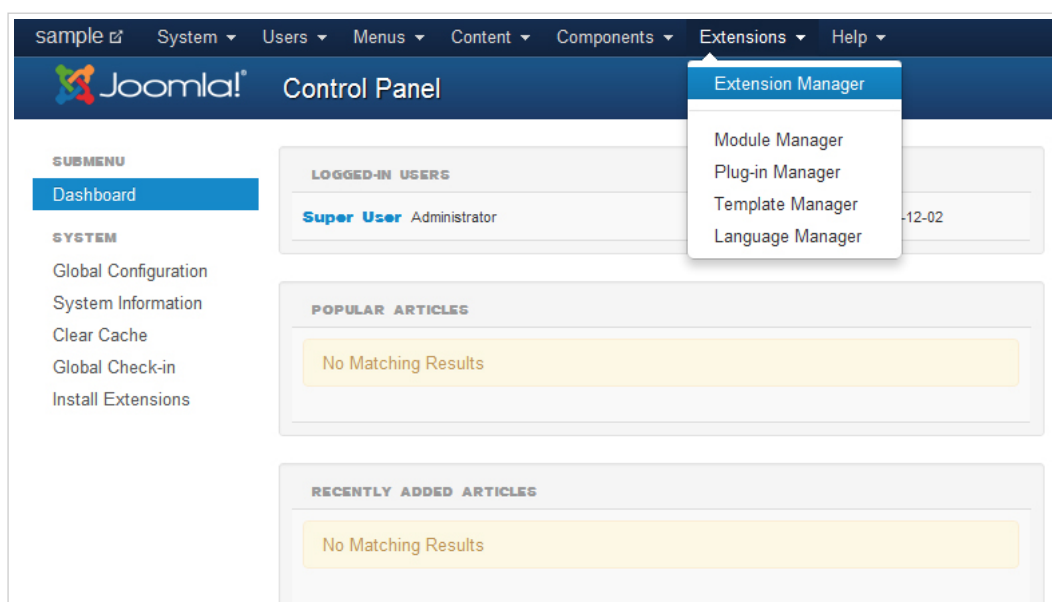 sample System Users Menus Content Components Extensions Help
Joomla!® Control Panel
Extension Manager
Module Manager
Plug-in Manager
Template Manager
Language Manager
SUBMENU
Dashboard
SYSTEM
Global Configuration
System Information
Clear Cache
Global Check-in
Install Extensions
LOGGED-IN USERS
Super User Administrator
-12-02
POPULAR ARTICLES
No Matching Results
RECENTLY ADDED ARTICLES
No Matching Results